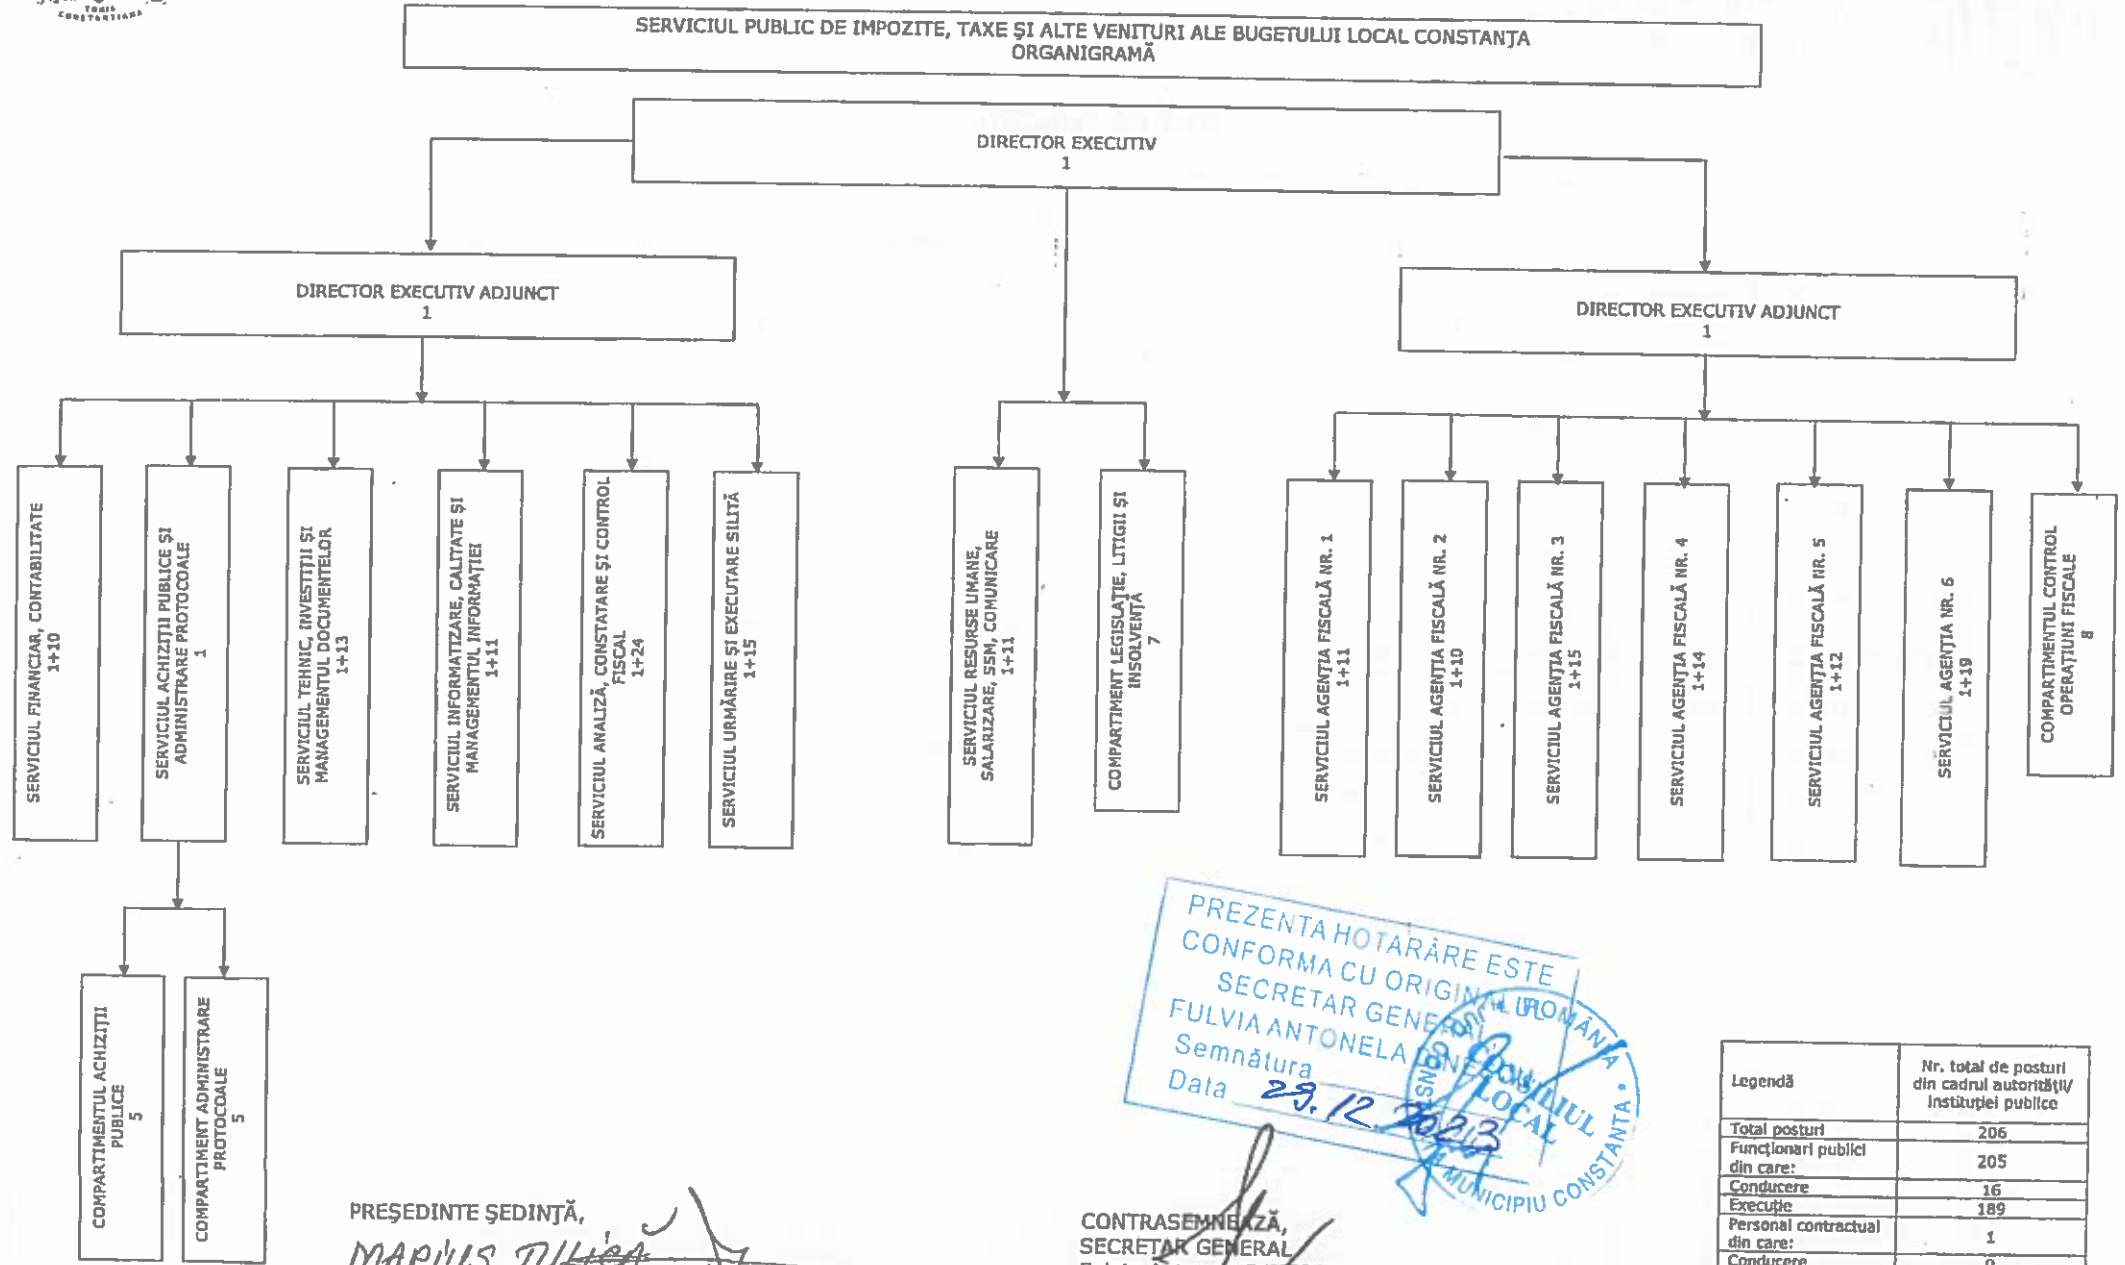 TOMIS
CONSTANTIANA
SERVICIUL PUBLIC DE IMPOZITE, TAXE ŞI ALTE VENITURI ALE BUGETULUI LOCAL CONSTANŢA
ORGANIGRAMĂ
DIRECTOR EXECUTIV
1
DIRECTOR EXECUTIV ADJUNCT
1
DIRECTOR EXECUTIV ADJUNCT
1
SERVICIUL FINANCIAR, CONTABILITATE
1+10
SERVICIUL ACHIZIŢII PUBLICE ŞI
ADMINISTRARE PROTOCOALE
1
SERVICIUL TEHNIC, INVESTIŢII ŞI
MANAGEMENTUL DOCUMENTELOR
1+13
SERVICIUL INFORMATIZARE, CALITATE ŞI
MANAGEMENTUL INFORMAŢIEI
1+11
SERVICIUL ANALIZĂ, CONSTATARE ŞI CONTROL
FISCAL
1+24
SERVICIUL URMĂRIRE ŞI EXECUTARE SILITĂ
1+15
SERVICIUL RESURSE UMANE,
SALARIZARE, SSM, COMUNICARE
1+11
COMPARTIMENT LEGISLAŢIE, LITIGII ŞI
INSOLVENŢĂ
7
SERVICIUL AGENŢIA FISCALĂ NR. 1
1+11
SERVICIUL AGENŢIA FISCALĂ NR. 2
1+10
SERVICIUL AGENŢIA FISCALĂ NR. 3
1+15
SERVICIUL AGENŢIA FISCALĂ NR. 4
1+14
SERVICIUL AGENŢIA FISCALĂ NR. 5
1+12
SERVICIUL AGENŢIA NR. 6
1+19
COMPARTIMENTUL CONTROL
OPERAŢIUNI FISCALE
8
COMPARTIMENTUL ACHIZIŢII
PUBLICE
5
COMPARTIMENT ADMINISTRARE
PROTOCOALE
5
PREZENTA HOTARÂRE ESTE
CONFORMA CU ORIGINALUL
SECRETAR GENERAL
FULVIA ANTONELA
Semnătura
Data 29.12.2023
ROMÂNIA
CONSILIUL
LOCAL
MUNICIPIU CONSTANTA
PREŞEDINTE ŞEDINŢĂ,
MARIUS
CONTRASEMNEAZĂ,
SECRETAR GENERAL
Legendă
Nr. total de posturi
din cadrul autorităţii/
instituţiei publice
Total posturi 206
Funcţionari publici
din care: 205
Conducere 16
Execuţie 189
Personal contractual
din care: 1
Conducere 0